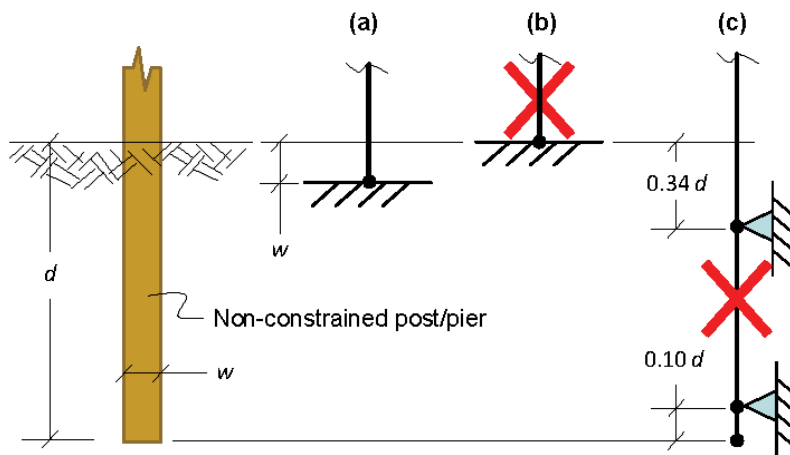 (a)
(b)
(c)
0.34 d
w
d
Non-constrained post/pier
w
0.10 d